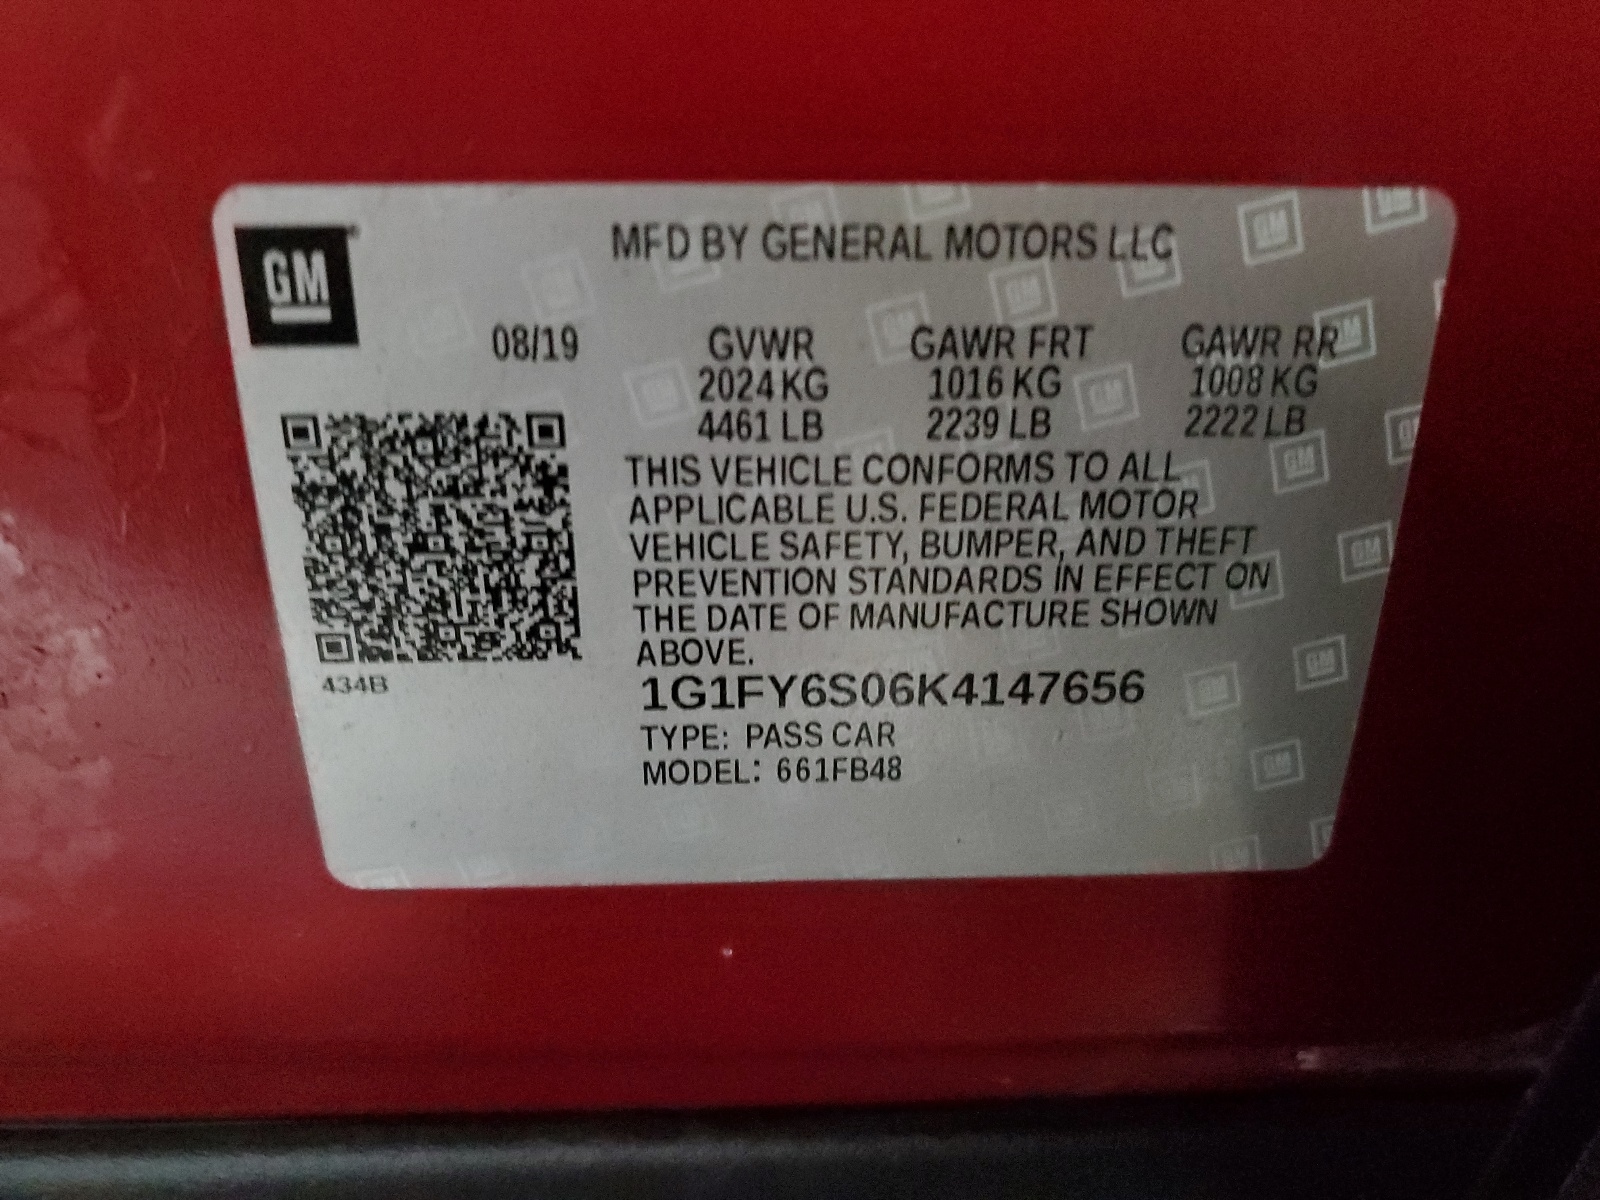 GM
MFD BY GENERAL MOTORS LLC
08/19 GVWR GAWR FRT GAWR RR
2024 KG 1016 KG 1008 KG
4461 LB 2239 LB 2222 LB
THIS VEHICLE CONFORMS TO ALL
APPLICABLE U.S. FEDERAL MOTOR
VEHICLE SAFETY, BUMPER, AND THEFT
PREVENTION STANDARDS IN EFFECT ON
THE DATE OF MANUFACTURE SHOWN
ABOVE.
434B
1G1FY6S06K4147656
TYPE: PASS CAR
MODEL: 661FB48